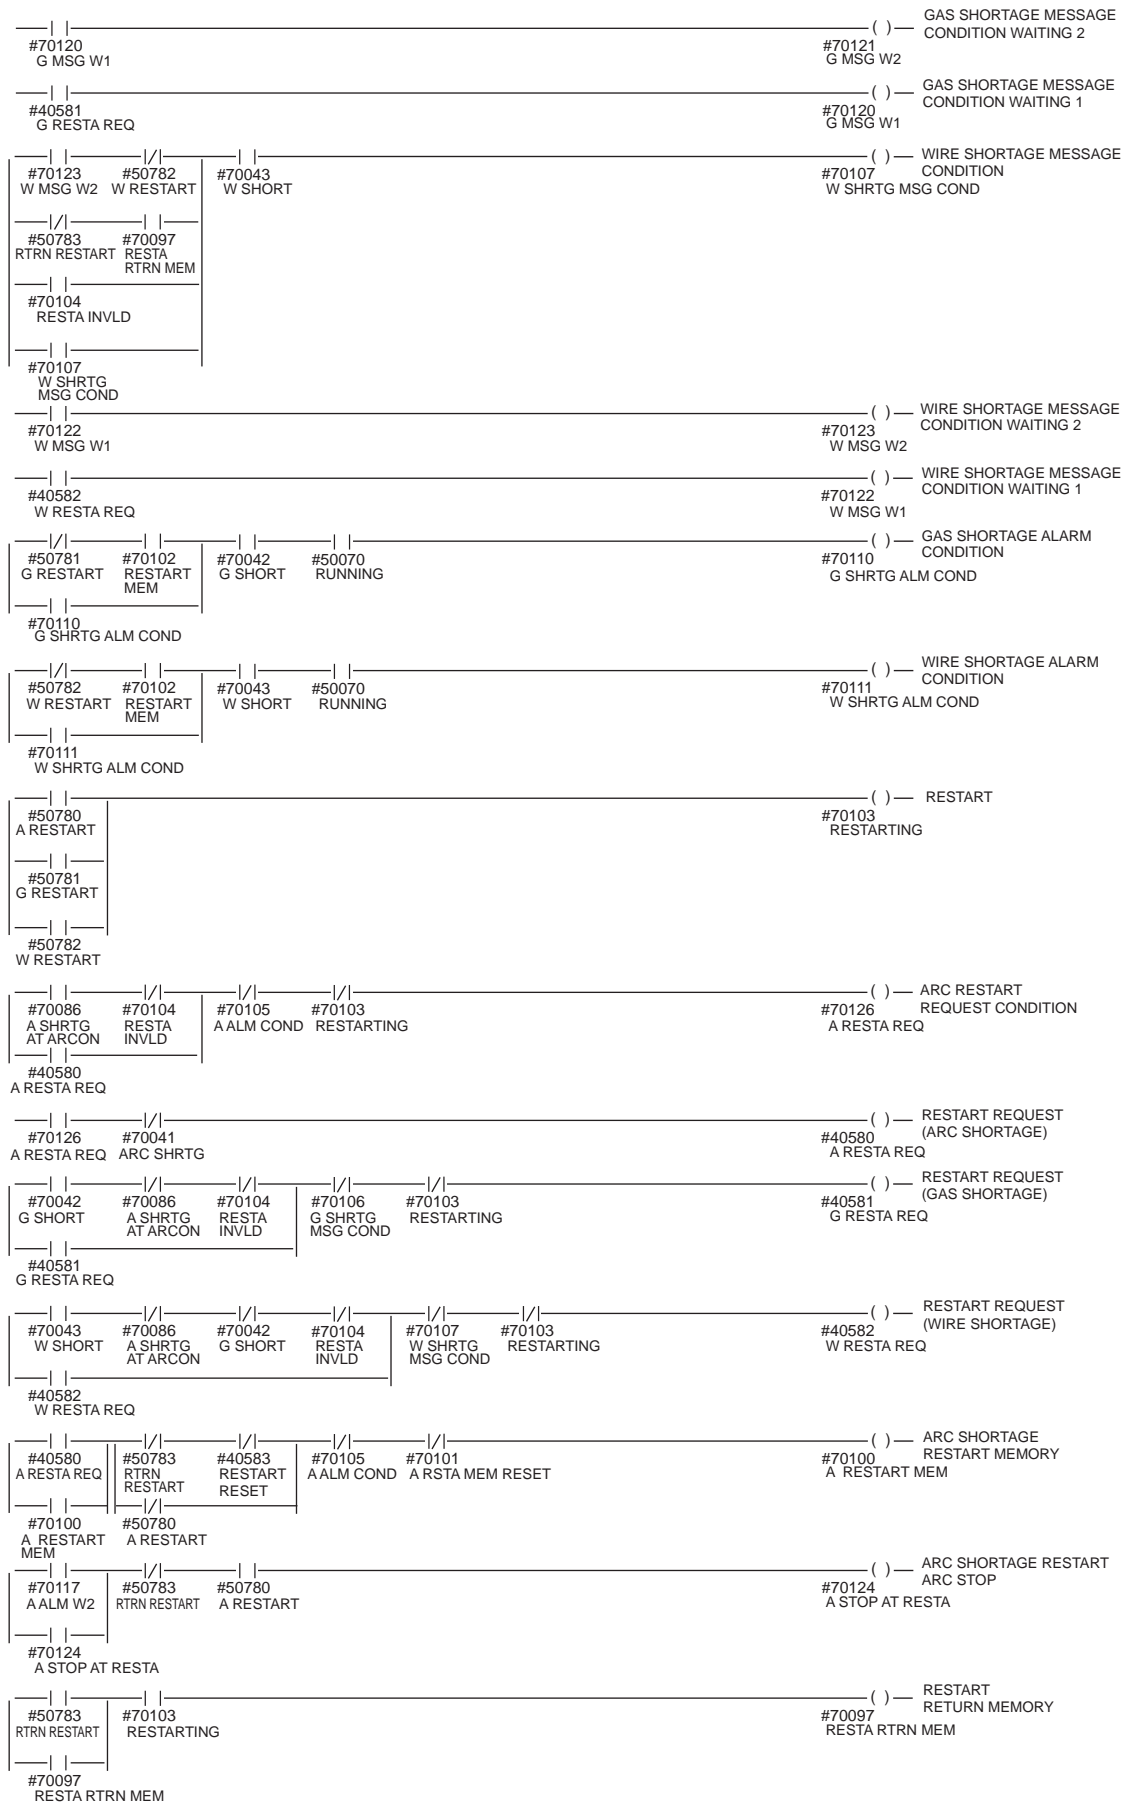 GAS SHORTAGE MESSAGE
CONDITION WAITING 2
#70120
G MSG W1
#70121
G MSG W2
GAS SHORTAGE MESSAGE
CONDITION WAITING 1
#40581
G RESTA REQ
#70120
G MSG W1
WIRE SHORTAGE MESSAGE
CONDITION
#70123 #50782 #70043
W MSG W2 W RESTART W SHORT
#70107
W SHRTG MSG COND
#50783 #70097
RTRN RESTART RESTA
RTRN MEM
#70104
RESTA INVLD
#70107
W SHRTG
MSG COND
WIRE SHORTAGE MESSAGE
CONDITION WAITING 2
#70122
W MSG W1
#70123
W MSG W2
WIRE SHORTAGE MESSAGE
CONDITION WAITING 1
#40582
W RESTA REQ
#70122
W MSG W1
GAS SHORTAGE ALARM
CONDITION
#50781 #70102 #70042 #50070
G RESTART RESTART G SHORT RUNNING
MEM
#70110
G SHRTG ALM COND
#70110
G SHRTG ALM COND
WIRE SHORTAGE ALARM
CONDITION
#50782 #70102 #70043 #50070
W RESTART RESTART W SHORT RUNNING
MEM
#70111
W SHRTG ALM COND
#70111
W SHRTG ALM COND
RESTART
#50780
A RESTART
#70103
RESTARTING
#50781
G RESTART
#50782
W RESTART
ARC RESTART
REQUEST CONDITION
#70086 #70104 #70105 #70103
A SHRTG RESTA A ALM COND RESTARTING
AT ARCON INVLD
#70126
A RESTA REQ
#40580
A RESTA REQ
RESTART REQUEST
(ARC SHORTAGE)
#70126 #70041
A RESTA REQ ARC SHRTG
#40580
A RESTA REQ
RESTART REQUEST
(GAS SHORTAGE)
#70042 #70086 #70104 #70106 #70103
G SHORT A SHRTG RESTA G SHRTG RESTARTING
AT ARCON INVLD MSG COND
#40581
G RESTA REQ
#40581
G RESTA REQ
RESTART REQUEST
(WIRE SHORTAGE)
#70043 #70086 #70042 #70104 #70107 #70103
W SHORT A SHRTG G SHORT RESTA W SHRTG RESTARTING
AT ARCON INVLD MSG COND
#40582
W RESTA REQ
#40582
W RESTA REQ
ARC SHORTAGE
RESTART MEMORY
#40580 #50783 #40583 #70105 #70101
A RESTA REQ RTRN RESTART A ALM COND A RSTA MEM RESET
RESTART RESET
#70100
A RESTART MEM
#70100 #50780
A RESTART A RESTART
MEM
ARC SHORTAGE RESTART
ARC STOP
#70117 #50783 #50780
A ALM W2 RTRN RESTART A RESTART
#70124
A STOP AT RESTA
#70124
A STOP AT RESTA
RESTART
RETURN MEMORY
#50783 #70103
RTRN RESTART RESTARTING
#70097
RESTA RTRN MEM
#70097
RESTA RTRN MEM